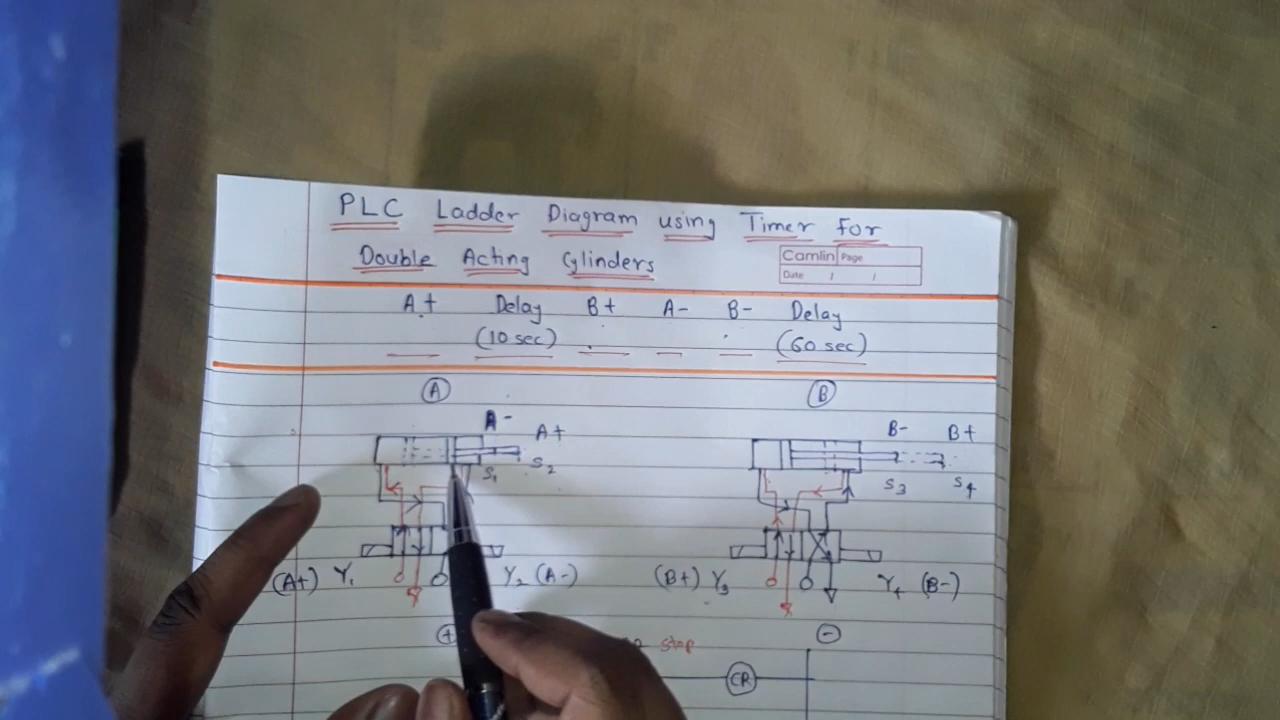 PLC Ladder Diagram using Timer For
Double Acting Cylinders
Camlin Page
Date / /
A+ Delay B+ A- B- Delay
(10 sec) (60 sec)
A B
A- A+ B- B+
S1 S2 S3 S4
(A+) Y1 Y2 (A-) (B+) Y3 Y4 (B-)
+ stop -
CR